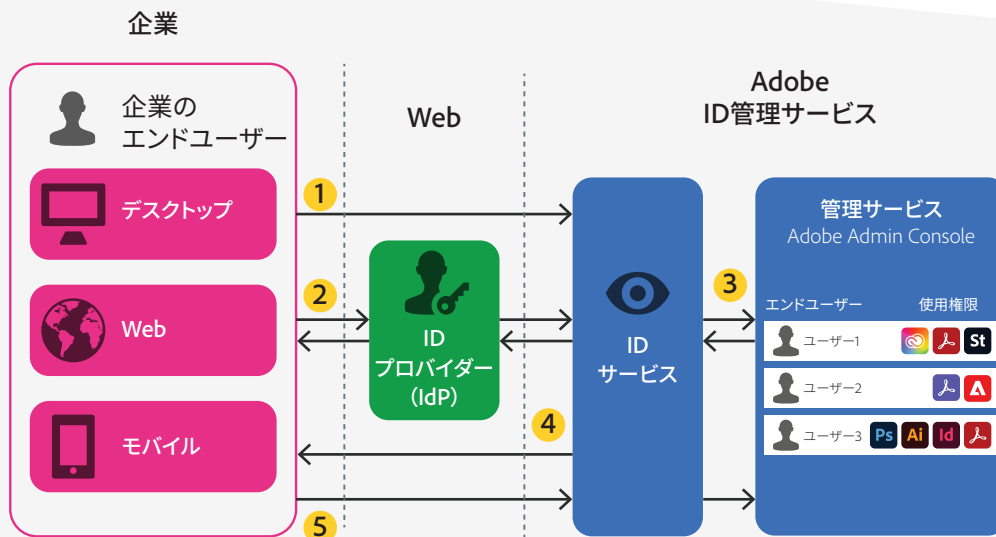 企業
企業の
エンドユーザー
デスクトップ
Web
モバイル
Web
1
2
3
4
5
ID
プロバイダー
（IdP）
Adobe
ID管理サービス
ID
サービス
管理サービス
Adobe Admin Console
エンドユーザー 使用権限
ユーザー1 St
ユーザー2
ユーザー3 Ps Ai Id